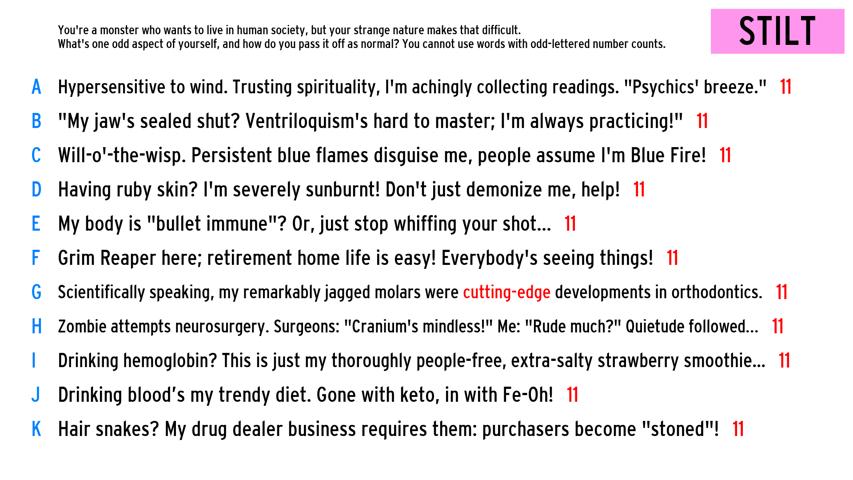 You're a monster who wants to live in human society, but your strange nature makes that difficult.
What's one odd aspect of yourself, and how do you pass it off as normal? You cannot use words with odd-lettered number counts.
STILT
A Hypersensitive to wind. Trusting spirituality, I'm achingly collecting readings. "Psychics' breeze." 11
B "My jaw's sealed shut? Ventriloquism's hard to master; I'm always practicing!" 11
C Will-o'-the-wisp. Persistent blue flames disguise me, people assume I'm Blue Fire! 11
D Having ruby skin? I'm severely sunburnt! Don't just demonize me, help! 11
E My body is "bullet immune"? Or, just stop whiffing your shot... 11
F Grim Reaper here; retirement home life is easy! Everybody's seeing things! 11
G Scientifically speaking, my remarkably jagged molars were cutting-edge developments in orthodontics. 11
H Zombie attempts neurosurgery. Surgeons: "Cranium's mindless!" Me: "Rude much?" Quietude followed... 11
I Drinking hemoglobin? This is just my thoroughly people-free, extra-salty strawberry smoothie... 11
J Drinking blood’s my trendy diet. Gone with keto, in with Fe-Oh! 11
K Hair snakes? My drug dealer business requires them: purchasers become "stoned"! 11